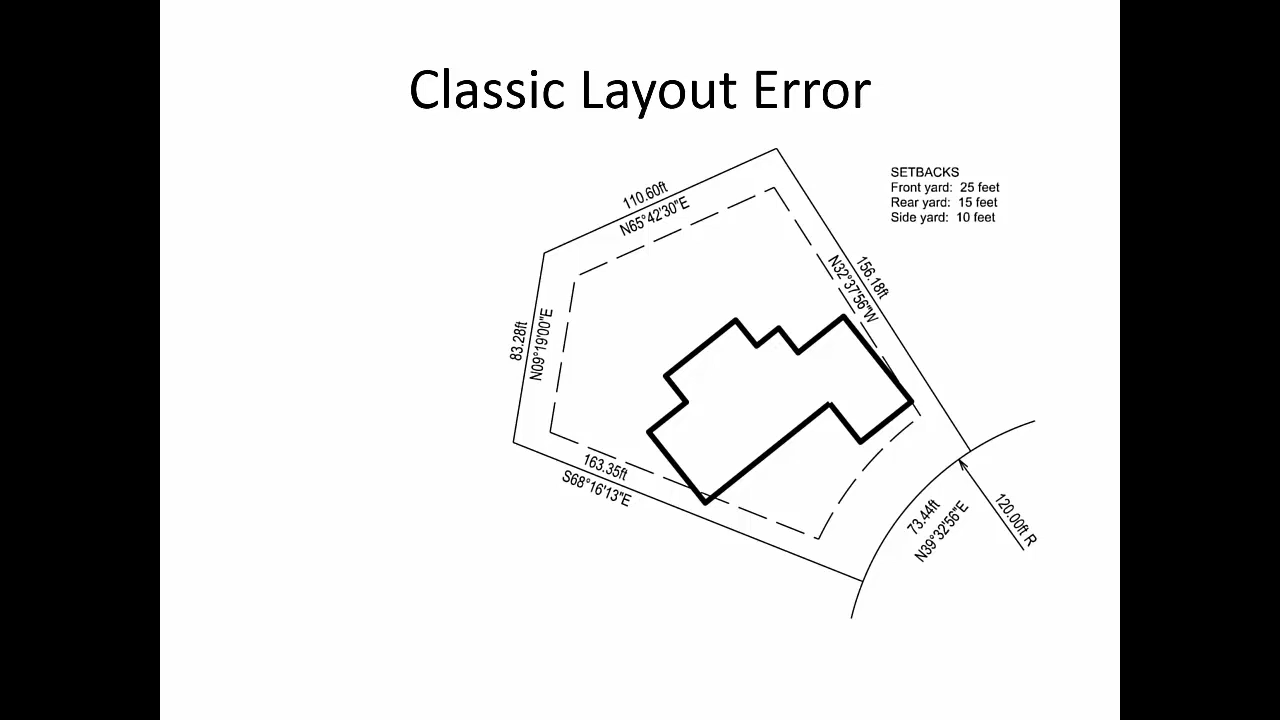 Classic Layout Error
SETBACKS
Front yard: 25 feet
Rear yard: 15 feet
Side yard: 10 feet
110.60ft
N65°42'30"E
156.18ft
N32°37'56"W
83.28ft
N09°19'00"E
163.35ft
S68°16'13"E
73.44ft
N39°32'56"E
120.00ft R